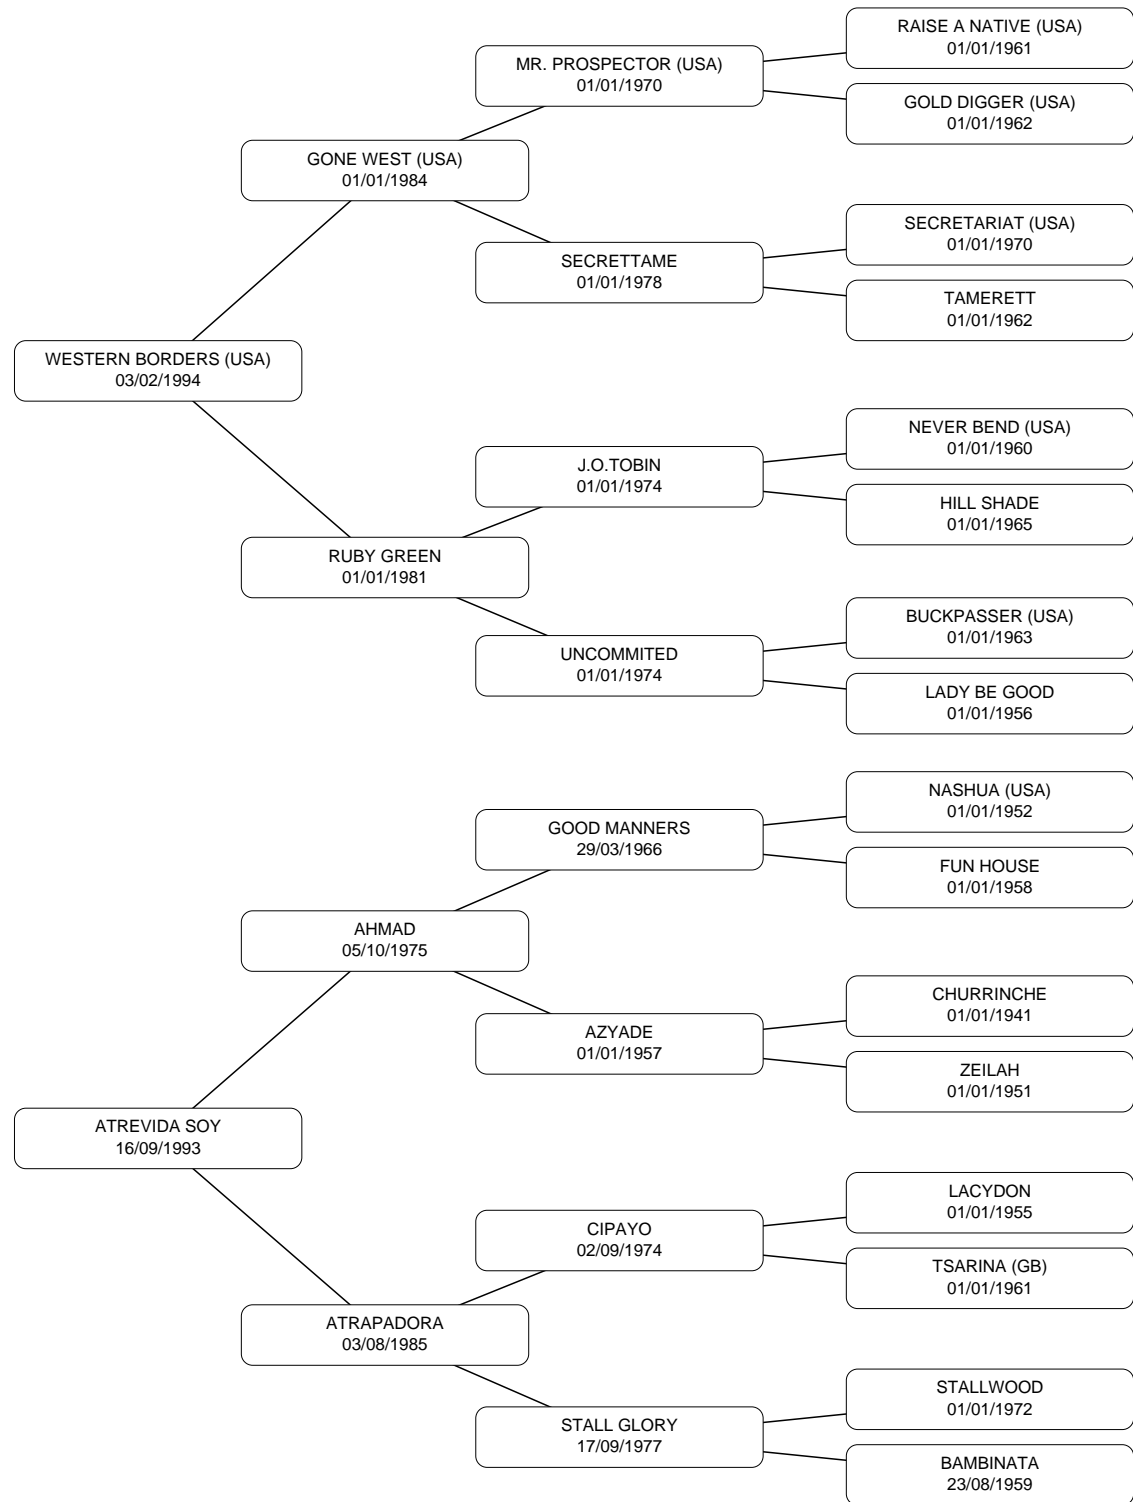 RAISE A NATIVE (USA)
01/01/1961
MR. PROSPECTOR (USA)
01/01/1970
GOLD DIGGER (USA)
01/01/1962
GONE WEST (USA)
01/01/1984
SECRETARIAT (USA)
01/01/1970
SECRETTAME
01/01/1978
TAMERETT
01/01/1962
WESTERN BORDERS (USA)
03/02/1994
NEVER BEND (USA)
01/01/1960
J.O.TOBIN
01/01/1974
HILL SHADE
01/01/1965
RUBY GREEN
01/01/1981
BUCKPASSER (USA)
01/01/1963
UNCOMMITED
01/01/1974
LADY BE GOOD
01/01/1956
NASHUA (USA)
01/01/1952
GOOD MANNERS
29/03/1966
FUN HOUSE
01/01/1958
AHMAD
05/10/1975
CHURRINCHE
01/01/1941
AZYADE
01/01/1957
ZEILAH
01/01/1951
ATREVIDA SOY
16/09/1993
LACYDON
01/01/1955
CIPAYO
02/09/1974
TSARINA (GB)
01/01/1961
ATRAPADORA
03/08/1985
STALLWOOD
01/01/1972
STALL GLORY
17/09/1977
BAMBINATA
23/08/1959